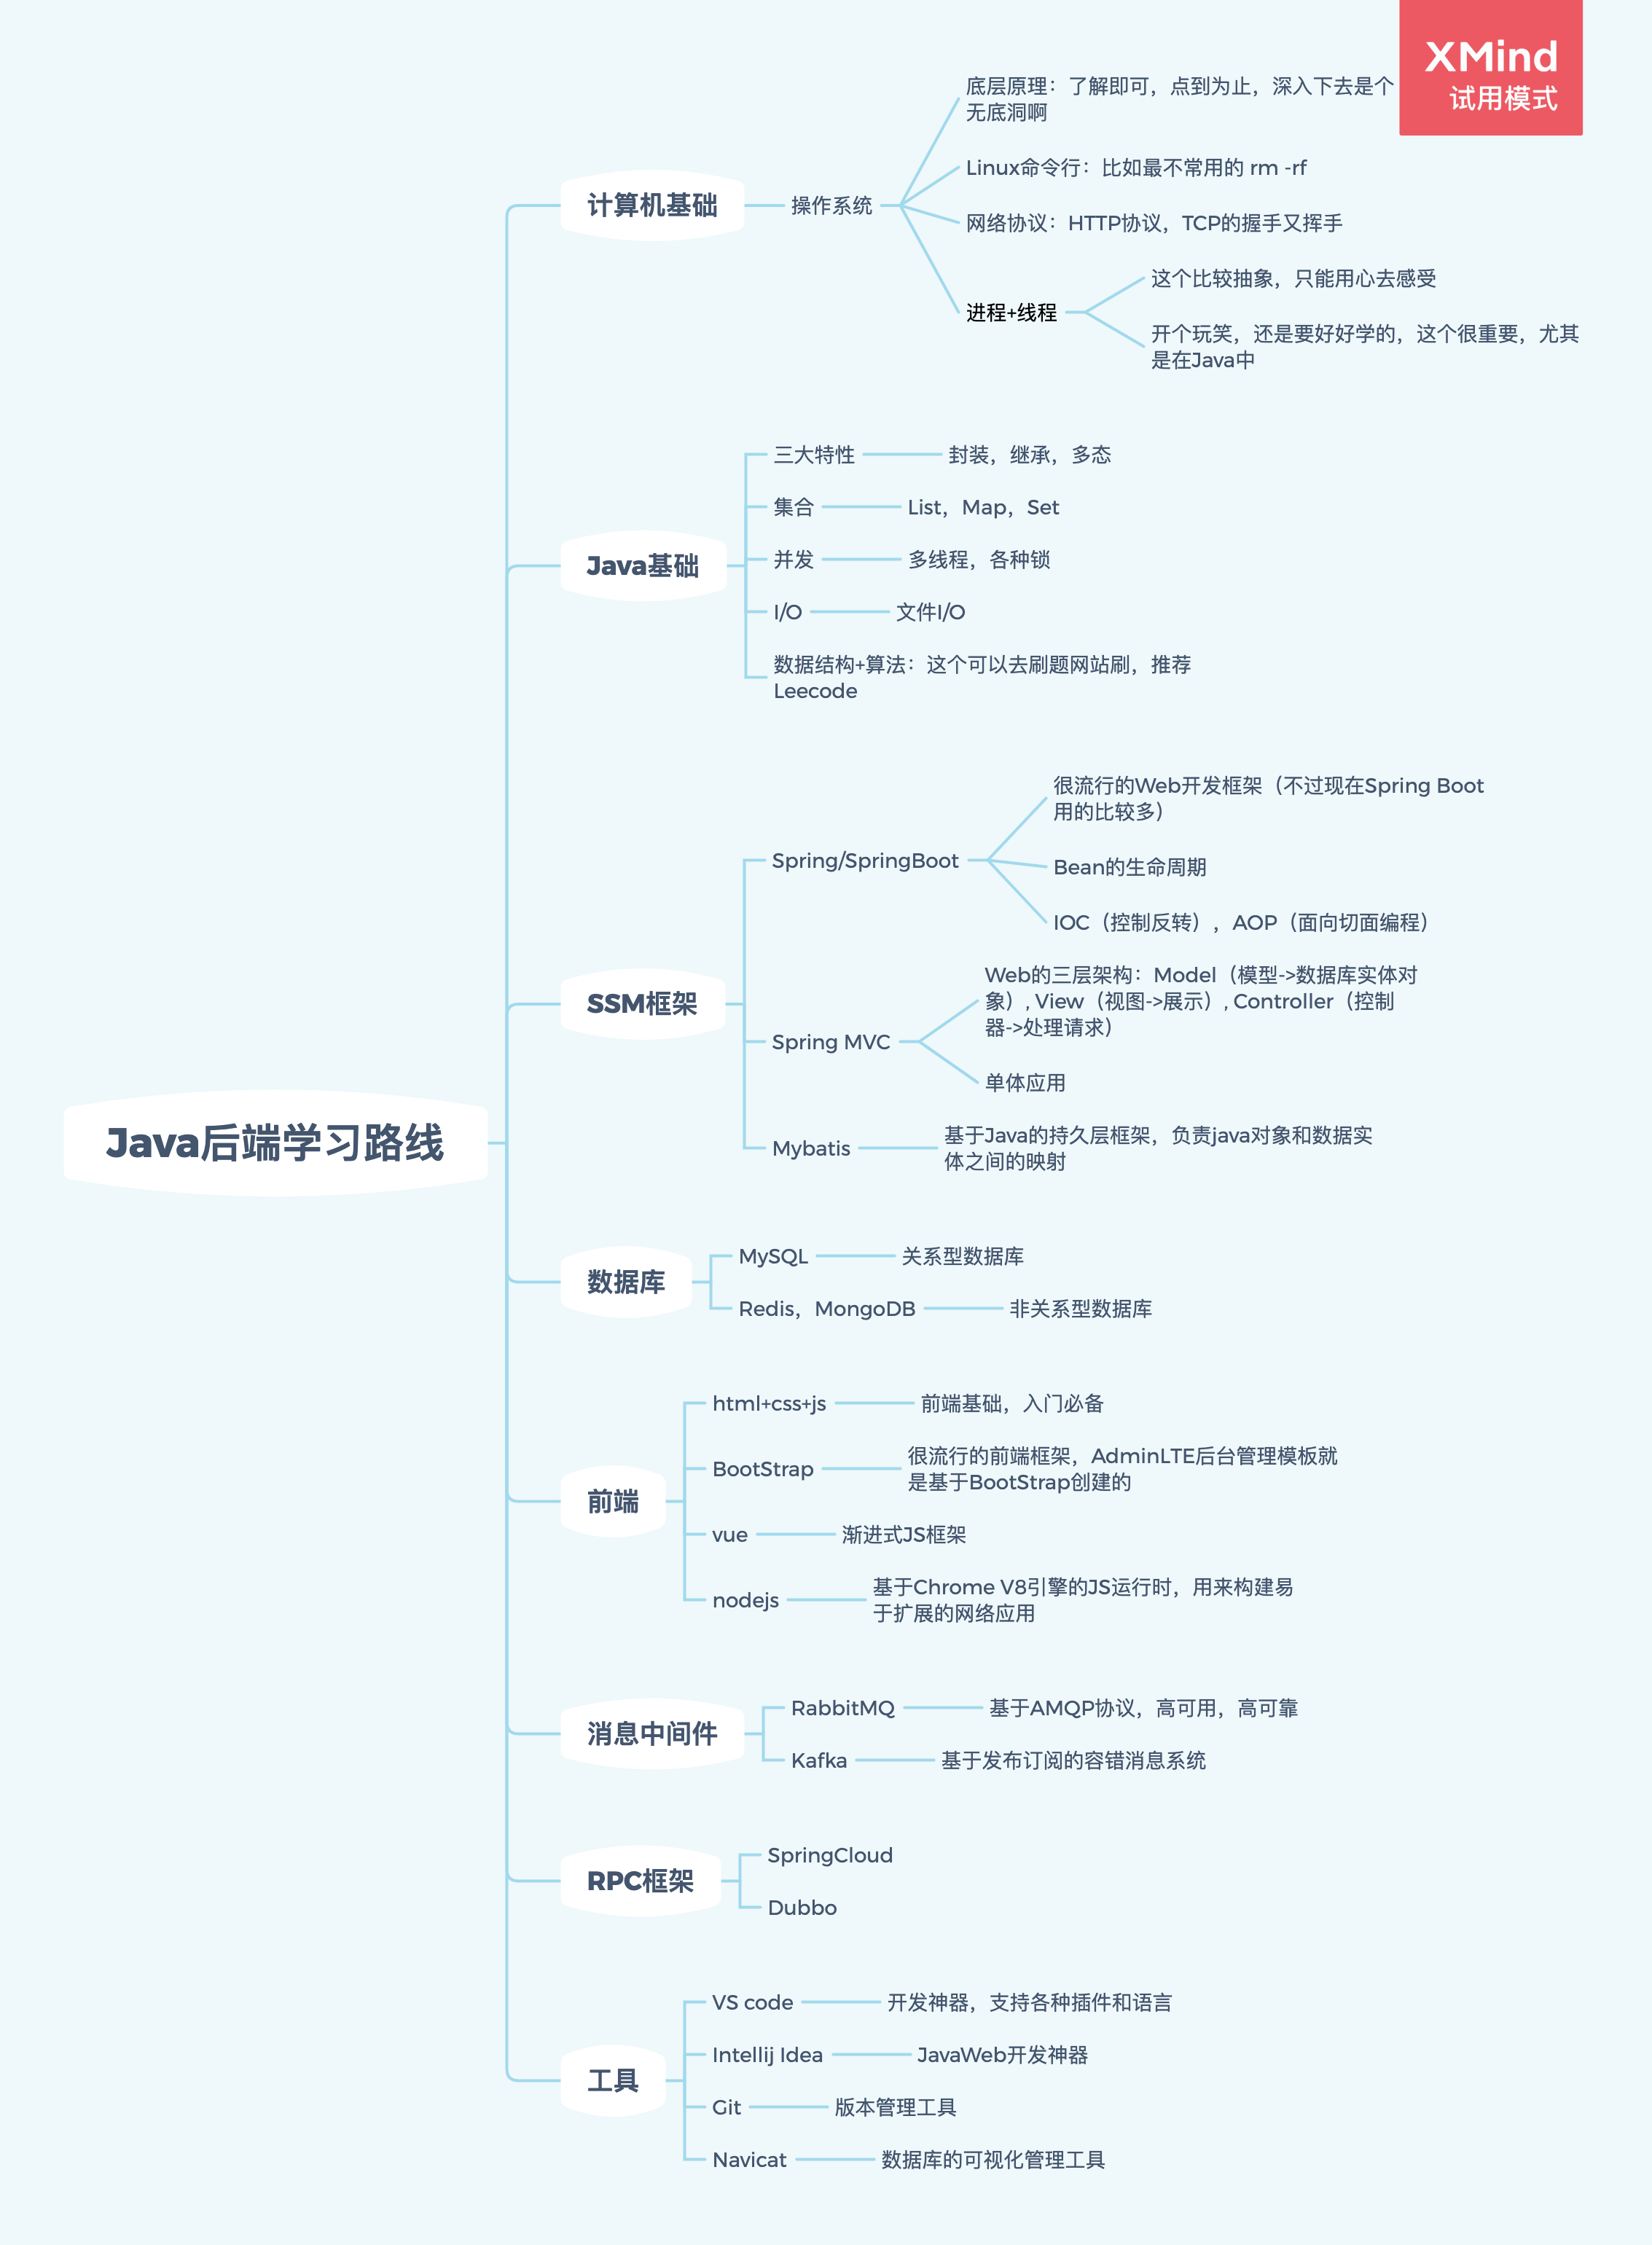 XMind
试用模式
底层原理：了解即可，点到为止，深入下去是个
无底洞啊
Linux命令行：比如最不常用的 rm -rf
计算机基础
操作系统
网络协议：HTTP协议，TCP的握手又挥手
这个比较抽象，只能用心去感受
进程+线程
开个玩笑，还是要好好学的，这个很重要，尤其
是在Java中
三大特性
封装，继承，多态
集合
List，Map，Set
Java基础
并发
多线程，各种锁
I/O
文件I/O
数据结构+算法：这个可以去刷题网站刷，推荐
Leecode
很流行的Web开发框架（不过现在Spring Boot
用的比较多）
Spring/SpringBoot
Bean的生命周期
IOC（控制反转），AOP（面向切面编程）
SSM框架
Web的三层架构：Model（模型->数据库实体对
象）, View（视图->展示）, Controller（控制
器->处理请求）
Spring MVC
单体应用
Java后端学习路线
Mybatis
基于Java的持久层框架，负责java对象和数据实
体之间的映射
数据库
MySQL
关系型数据库
Redis，MongoDB
非关系型数据库
html+css+js
前端基础，入门必备
BootStrap
很流行的前端框架，AdminLTE后台管理模板就
是基于BootStrap创建的
前端
vue
渐进式JS框架
nodejs
基于Chrome V8引擎的JS运行时，用来构建易
于扩展的网络应用
消息中间件
RabbitMQ
基于AMQP协议，高可用，高可靠
Kafka
基于发布订阅的容错消息系统
RPC框架
SpringCloud
Dubbo
VS code
开发神器，支持各种插件和语言
Intellij Idea
JavaWeb开发神器
工具
Git
版本管理工具
Navicat
数据库的可视化管理工具